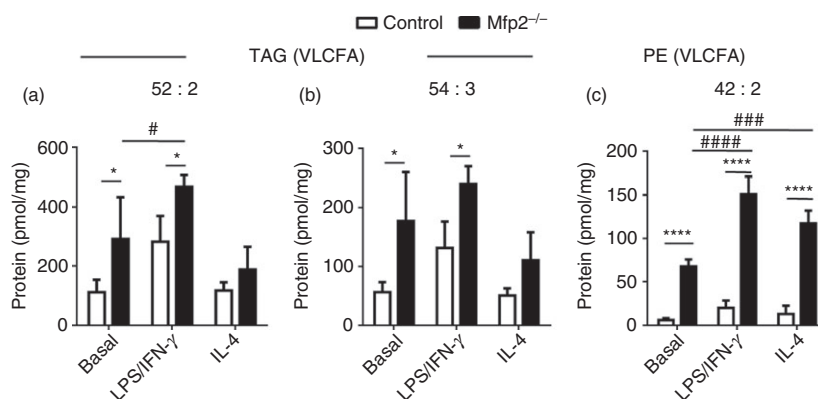 Control Mfp2⁻/⁻
TAG (VLCFA) PE (VLCFA)
(a) 52 : 2 (b) 54 : 3 (c) 42 : 2
Protein (pmol/mg)
600
400
200
0
#
*
*
Basal
LPS/IFN-γ
IL-4
Protein (pmol/mg)
300
200
100
0
*
*
Basal
LPS/IFN-γ
IL-4
Protein (pmol/mg)
200
150
100
50
0
###
####
****
****
****
Basal
LPS/IFN-γ
IL-4